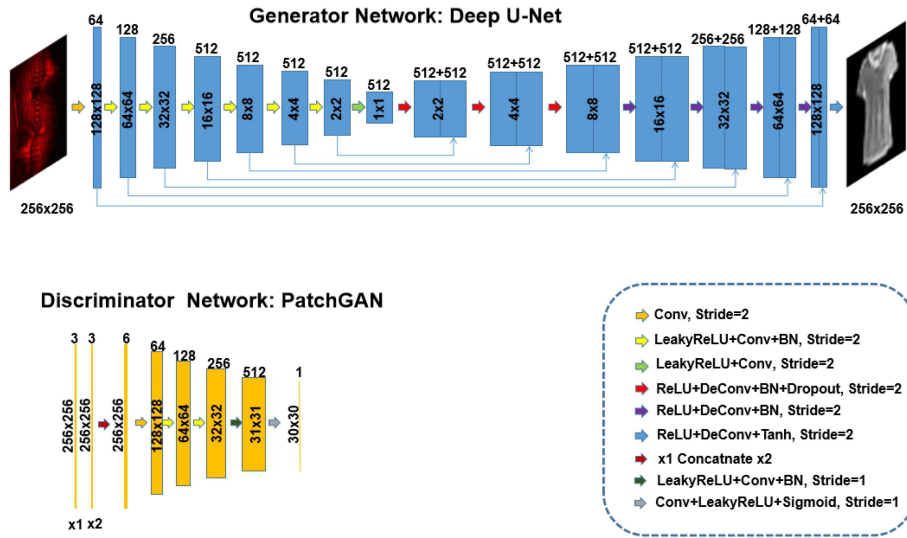 Generator Network: Deep U-Net
64
128
256
512
512
512
512
512
512+512
512+512
512+512
512+512
256+256
128+128
64+64
128x128
64x64
32x32
16x16
8x8
4x4
2x2
1x1
2x2
4x4
8x8
16x16
32x32
64x64
128x128
256x256
256x256
Discriminator Network: PatchGAN
3
3
6
64
128
256
512
1
256x256
256x256
256x256
128x128
64x64
32x32
31x31
30x30
x1
x2
Conv, Stride=2
LeakyReLU+Conv+BN, Stride=2
LeakyReLU+Conv, Stride=2
ReLU+DeConv+BN+Dropout, Stride=2
ReLU+DeConv+BN, Stride=2
ReLU+DeConv+Tanh, Stride=2
x1 Concatnate x2
LeakyReLU+Conv+BN, Stride=1
Conv+LeakyReLU+Sigmoid, Stride=1